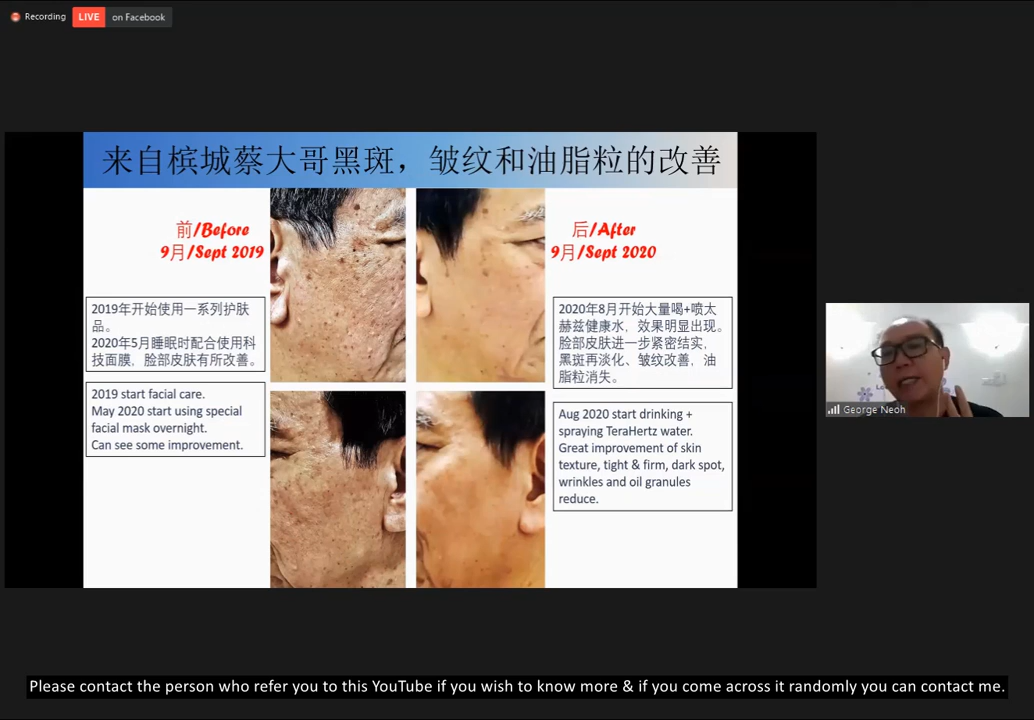 Recording
LIVE on Facebook
来自槟城蔡大哥黑斑，皱纹和油脂粒的改善
前/Before
9月/Sept 2019
2019年开始使用一系列护肤
品。
2020年5月睡眠时配合使用科
技面膜，脸部皮肤有所改善。
2019 start facial care.
May 2020 start using special
facial mask overnight.
Can see some improvement.
后/After
9月/Sept 2020
2020年8月开始大量喝+喷太
赫兹健康水，效果明显出现。
脸部皮肤进一步紧密结实，
黑斑再淡化、皱纹改善，油
脂粒消失。
Aug 2020 start drinking +
spraying TeraHertz water.
Great improvement of skin
texture, tight & firm, dark spot,
wrinkles and oil granules
reduce.
George Neoh
Please contact the person who refer you to this YouTube if you wish to know more & if you come across it randomly you can contact me.